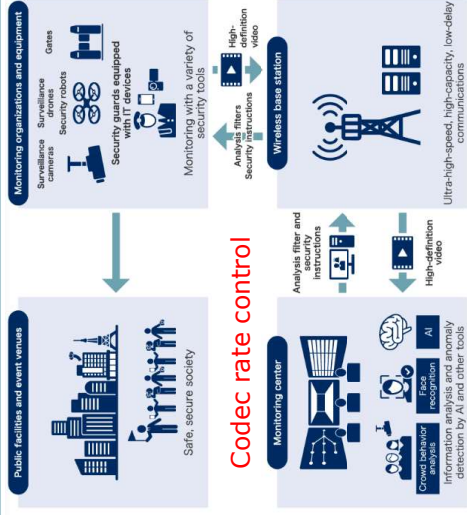 Monitoring organizations and equipment
Surveillance
cameras
Surveillance
drones
Security robots
Gates
Security guards equipped
with IT devices
Monitoring with a variety of
security tools
High-
definition
video
Analysis filters
Security instructions
Wireless base station
Ultra-high-speed, high-capacity, low-delay
communications
Public facilities and event venues
Safe, secure society
Codec rate control
Monitoring center
Analysis filter and
security
instructions
High-definition
video
Crowd behavior
analysis
Face
recognition
AI
Information analysis and anomaly
detection by AI and other tools